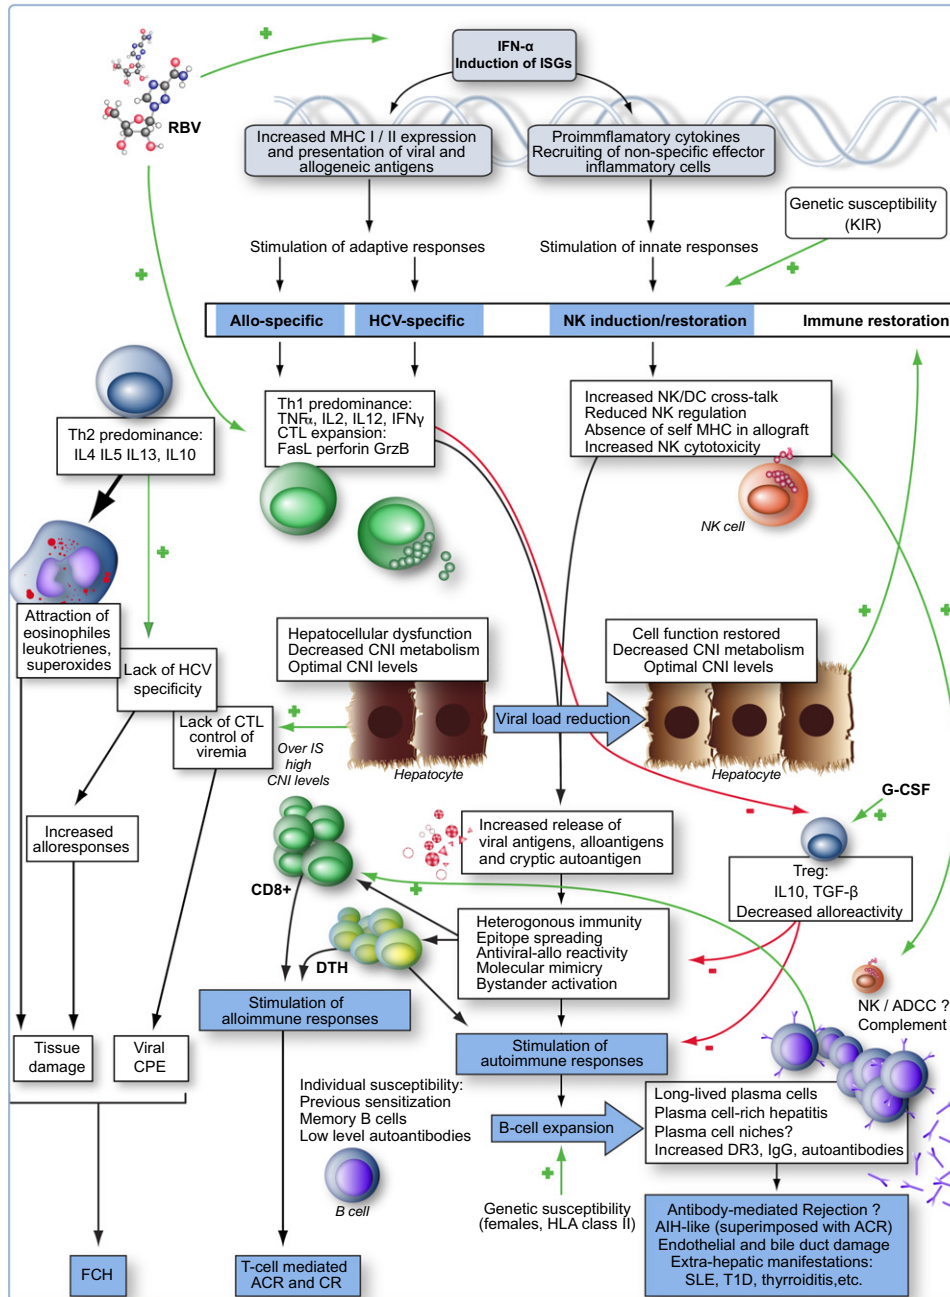 IFN-α
Induction of ISGs
RBV
Increased MHC I / II expression
and presentation of viral and
allogeneic antigens
Proimmflamatory cytokines
Recruiting of non-specific effector
inflammatory cells
Genetic susceptibility
(KIR)
Stimulation of adaptive responses
Stimulation of innate responses
Allo-specific
HCV-specific
NK induction/restoration
Immune restoration
Th2 predominance:
IL4 IL5 IL13, IL10
Th1 predominance:
TNFα, IL2, IL12, IFNγ
CTL expansion:
FasL perforin GrzB
Increased NK/DC cross-talk
Reduced NK regulation
Absence of self MHC in allograft
Increased NK cytotoxicity
NK cell
Attraction of
eosinophiles
leukotrienes,
superoxides
Lack of HCV
specificity
Lack of CTL
control of
viremia
Hepatocellular dysfunction
Decreased CNI metabolism
Optimal CNI levels
Cell function restored
Decreased CNI metabolism
Optimal CNI levels
Viral load reduction
Over IS
high
CNI levels
Hepatocyte
Hepatocyte
G-CSF
Increased
alloresponses
Increased release of
viral antigens, alloantigens
and cryptic autoantigen
Treg:
IL10, TGF-β
Decreased alloreactivity
CD8+
DTH
Heterogonous immunity
Epitope spreading
Antiviral-allo reactivity
Molecular mimicry
Bystander activation
NK / ADCC ?
Complement
Stimulation of
alloimmune responses
Stimulation of
autoimmune responses
Tissue
damage
Viral
CPE
Individual susceptibility:
Previous sensitization
Memory B cells
Low level autoantibodies
B cell
B-cell expansion
Long-lived plasma cells
Plasma cell-rich hepatitis
Plasma cell niches?
Increased DR3, IgG, autoantibodies
Genetic susceptibility
(females, HLA class II)
FCH
T-cell mediated
ACR and CR
Antibody-mediated Rejection ?
AIH-like (superimposed with ACR)
Endothelial and bile duct damage
Extra-hepatic manifestations:
SLE, T1D, thyrroiditis,etc.